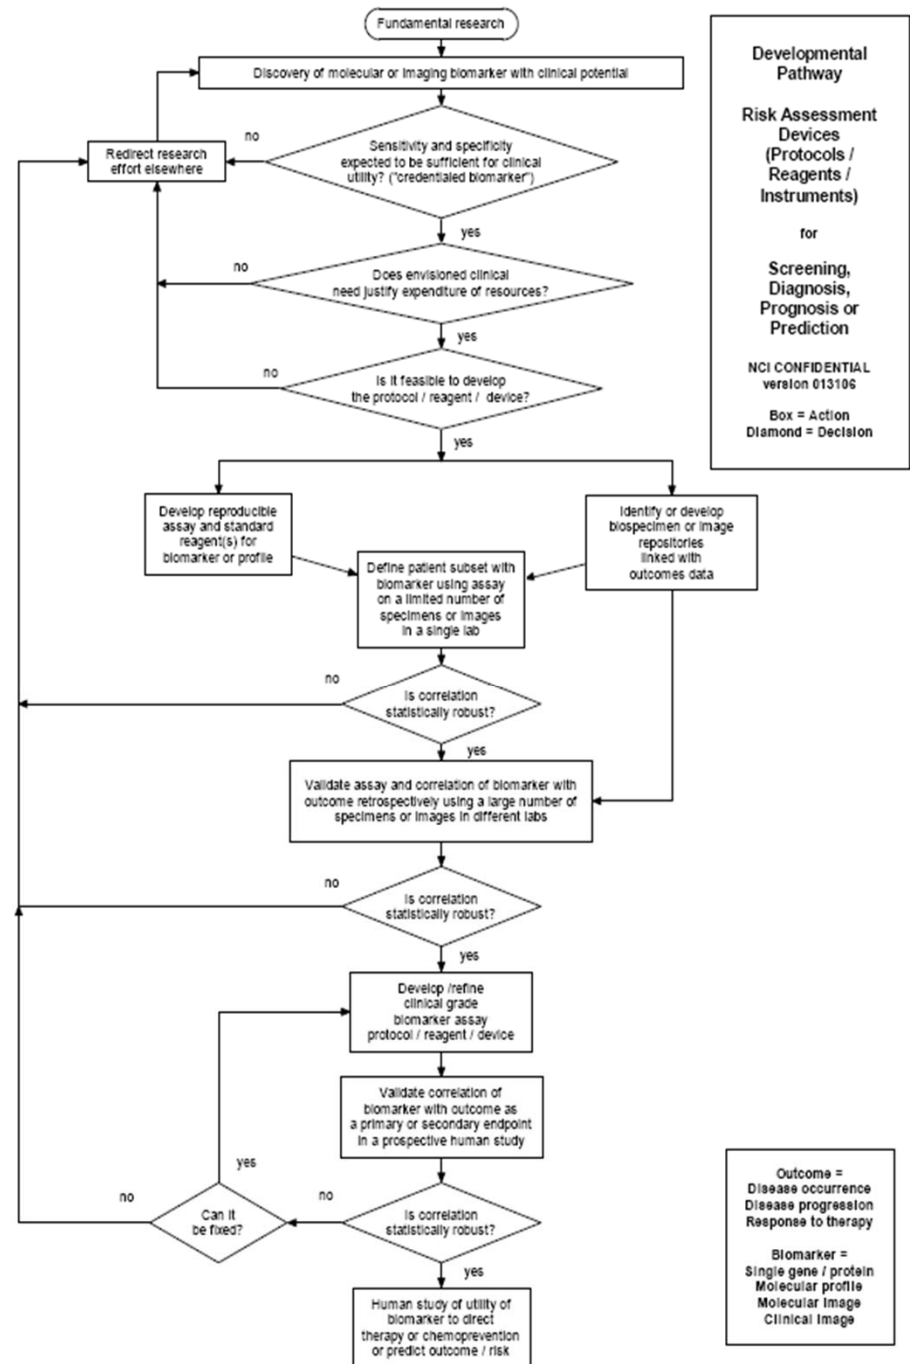 Fundamental research
Discovery of molecular or imaging biomarker with clinical potential
no
Redirect research
effort elsewhere
Sensitivity and specificity
expected to be sufficient for clinical
utility? ("credentialed biomarker")
yes
no
Does envisioned clinical
need justify expenditure of resources?
yes
no
Is it feasible to develop
the protocol / reagent / device?
yes
Develop reproducible
assay and standard
reagent(s) for
biomarker or profile
Identify or develop
biospecimen or image
repositories
linked with
outcomes data
Define patient subset with
biomarker using assay
on a limited number of
specimens or images
in a single lab
no
Is correlation
statistically robust?
yes
Validate assay and correlation of biomarker with
outcome retrospectively using a large number of
specimens or images in different labs
no
Is correlation
statistically robust?
yes
Develop /refine
clinical grade
biomarker assay
protocol / reagent / device
Validate correlation of
biomarker with outcome as
a primary or secondary endpoint
in a prospective human study
yes
no
Can it
be fixed?
no
Is correlation
statistically robust?
yes
Human study of utility of
biomarker to direct
therapy or chemoprevention
or predict outcome / risk
Developmental
Pathway
Risk Assessment
Devices
(Protocols /
Reagents /
Instruments)
for
Screening,
Diagnosis,
Prognosis or
Prediction
NCI CONFIDENTIAL
version 013106
Box = Action
Diamond = Decision
Outcome =
Disease occurrence
Disease progression
Response to therapy
Biomarker =
Single gene / protein
Molecular profile
Molecular image
Clinical image